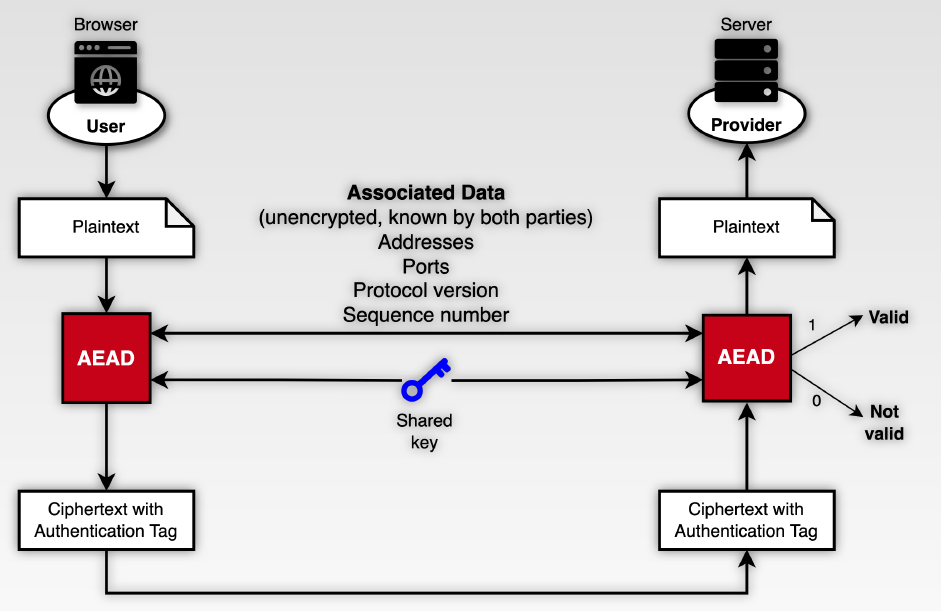 Browser
User
Plaintext
AEAD
Ciphertext with
Authentication Tag
Associated Data
(unencrypted, known by both parties)
Addresses
Ports
Protocol version
Sequence number
Shared
key
Server
Provider
Plaintext
AEAD
1
Valid
0
Not
valid
Ciphertext with
Authentication Tag